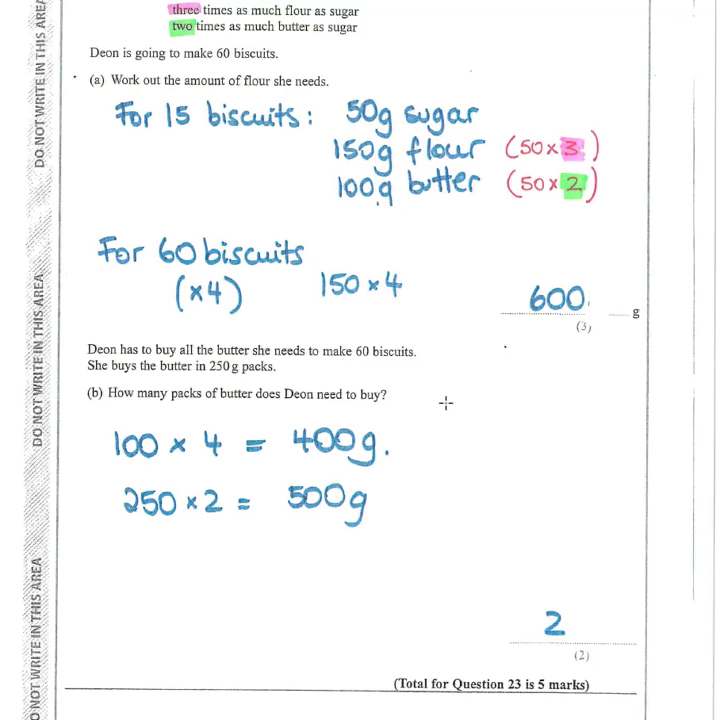 three times as much flour as sugar
two times as much butter as sugar
Deon is going to make 60 biscuits.
(a) Work out the amount of flour she needs.
For 15 biscuits : 50g sugar
150g flour (50 × 3)
100g butter (50 × 2)
For 60 biscuits
(×4) 150 × 4
600 g
(3)
Deon has to buy all the butter she needs to make 60 biscuits.
She buys the butter in 250 g packs.
(b) How many packs of butter does Deon need to buy?
100 × 4 = 400g.
250 × 2 = 500g
2
(2)
(Total for Question 23 is 5 marks)
DO NOT WRITE IN THIS AREA
DO NOT WRITE IN THIS AREA
DO NOT WRITE IN THIS AREA